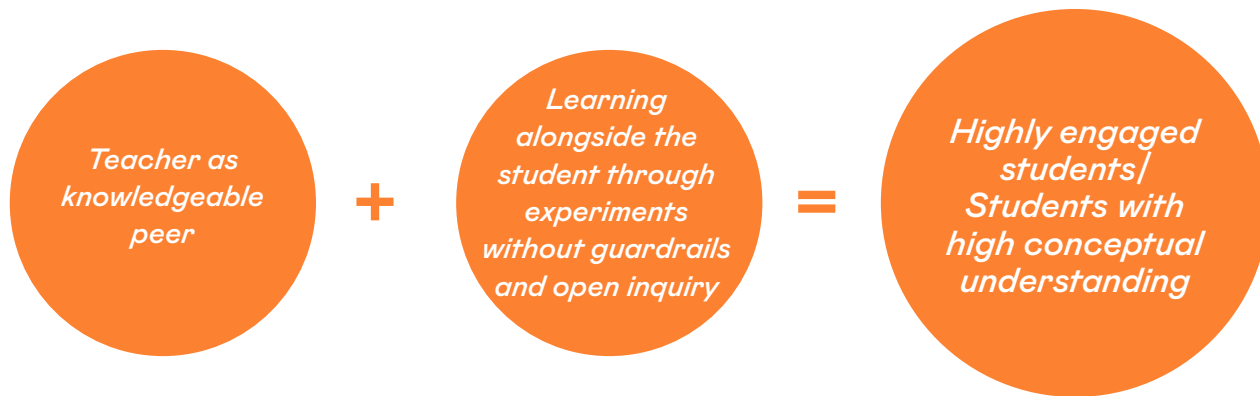 Teacher as
knowledgeable
peer
+
Learning
alongside the
student through
experiments
without guardrails
and open inquiry
=
Highly engaged
students/
Students with
high conceptual
understanding